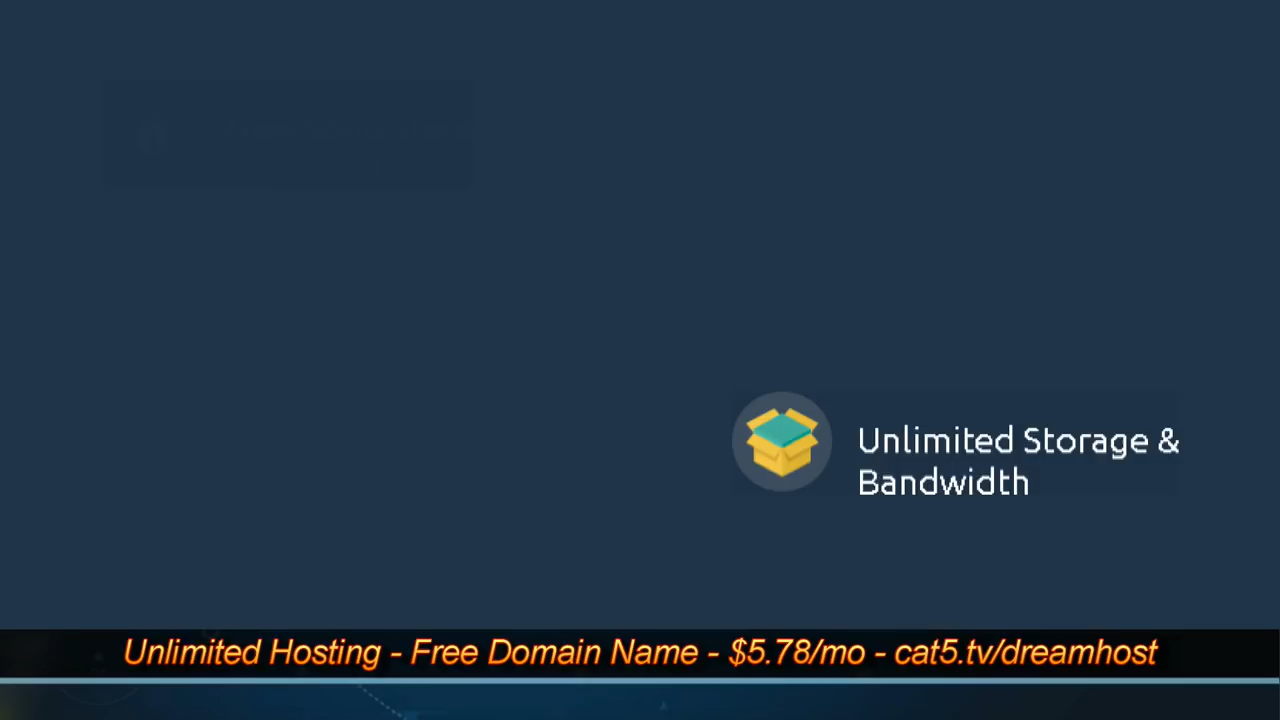 Unlimited Storage &
Bandwidth
Unlimited Hosting - Free Domain Name - $5.78/mo - cat5.tv/dreamhost